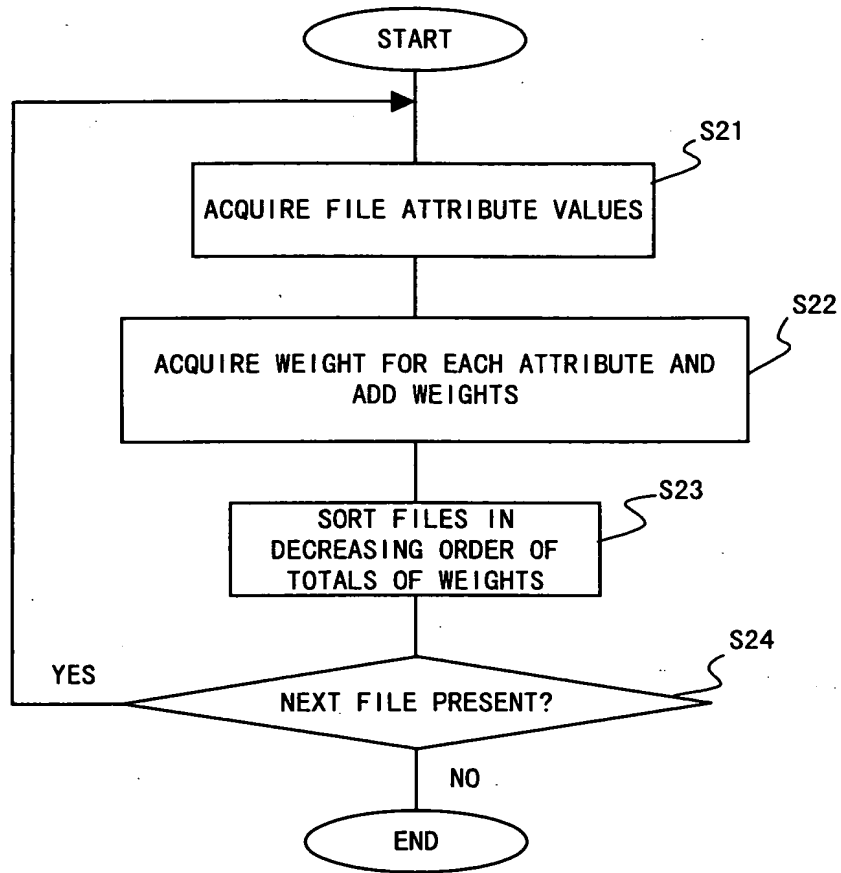 START
S21
ACQUIRE FILE ATTRIBUTE VALUES
S22
ACQUIRE WEIGHT FOR EACH ATTRIBUTE AND
ADD WEIGHTS
S23
SORT FILES IN
DECREASING ORDER OF
TOTALS OF WEIGHTS
S24
YES
NEXT FILE PRESENT?
NO
END